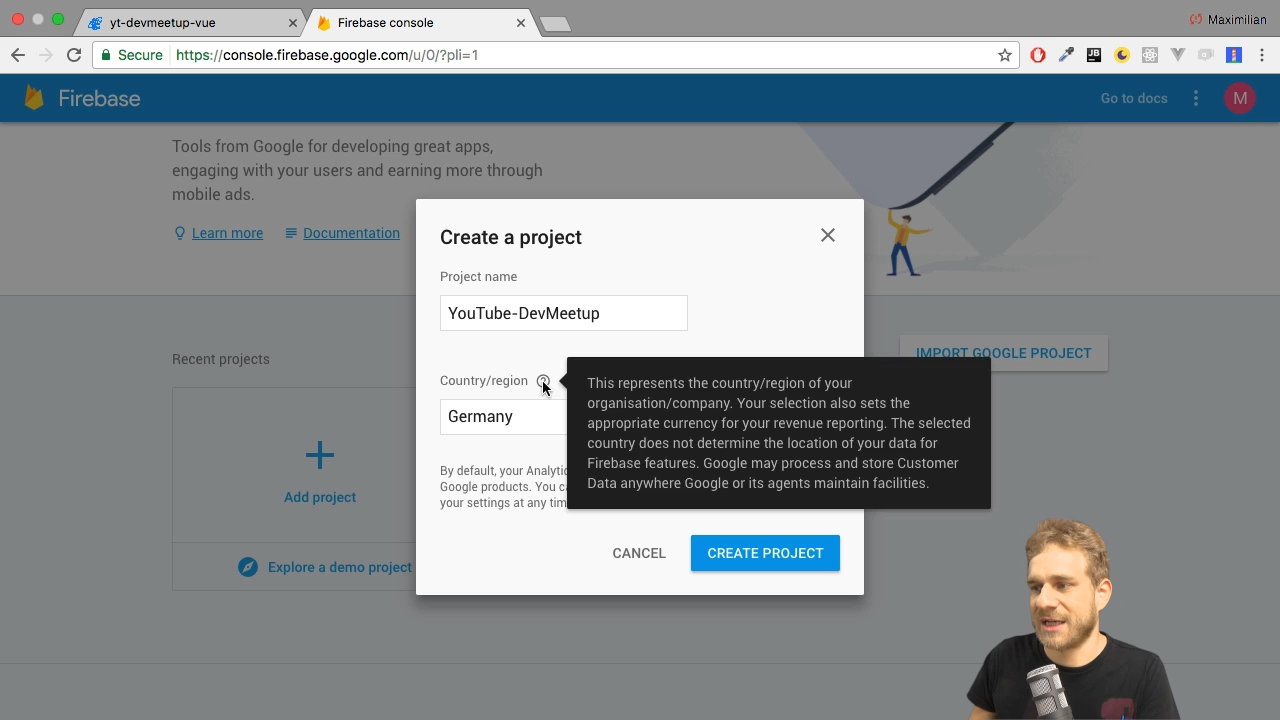 yt-devmeetup-vue
Firebase console
Maximilian
Secure
https://console.firebase.google.com/u/0/?pli=1
JB
Firebase
Go to docs
M
Tools from Google for developing great apps,
engaging with your users and earning more through
mobile ads.
Learn more
Documentation
Create a project
Project name
YouTube-DevMeetup
Recent projects
IMPORT GOOGLE PROJECT
Country/region
Germany
This represents the country/region of your
organisation/company. Your selection also sets the
appropriate currency for your revenue reporting. The selected
country does not determine the location of your data for
Firebase features. Google may process and store Customer
Data anywhere Google or its agents maintain facilities.
By default, your Analytic
Google products. You ca
your settings at any tim
Add project
Explore a demo project
CANCEL
CREATE PROJECT